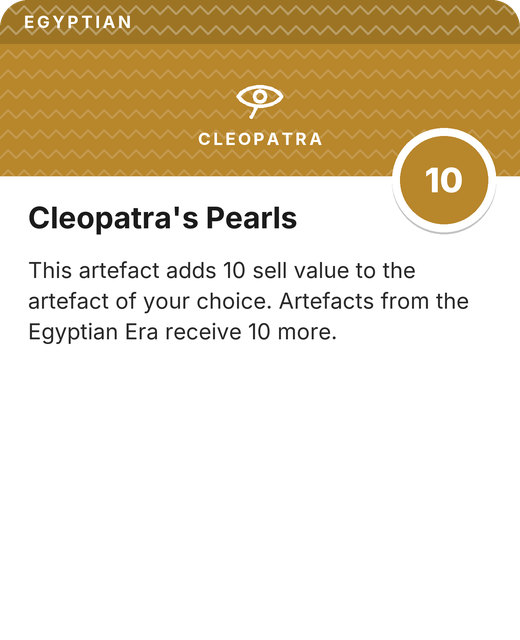 EGYPTIAN
CLEOPATRA
10
Cleopatra's Pearls
This artefact adds 10 sell value to the
artefact of your choice. Artefacts from the
Egyptian Era receive 10 more.